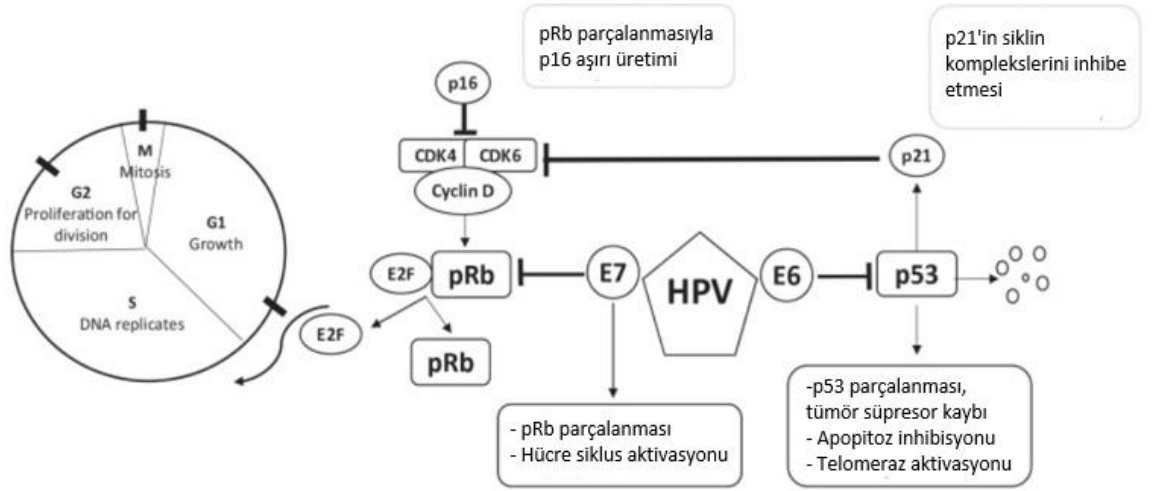 pRb parçalanmasıyla
p16 aşırı üretimi
p21'in siklin
komplekslerini inhibe
etmesi
p16
CDK4 CDK6
Cyclin D
p21
M
Mitosis
G2
Proliferation for
division
G1
Growth
S
DNA replicates
E2F
pRb
E7
HPV
E6
p53
E2F
pRb
- pRb parçalanması
- Hücre siklus aktivasyonu
-p53 parçalanması,
tümör süpresor kaybı
- Apopitoz inhibisyonu
- Telomeraz aktivasyonu